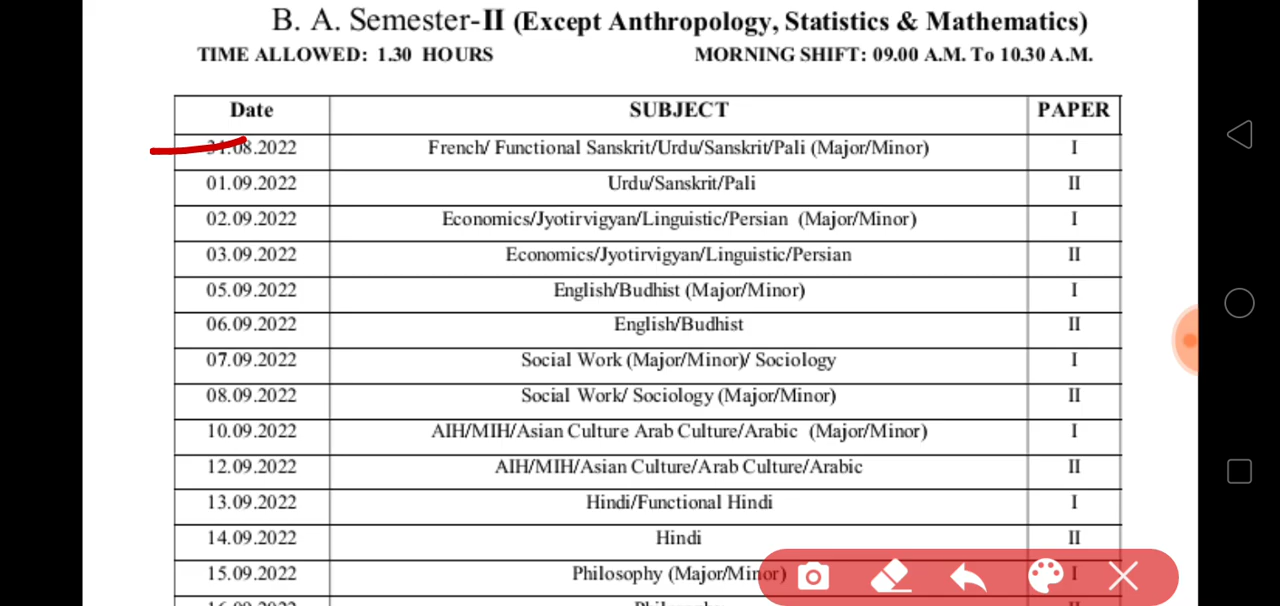 B. A. Semester-II (Except Anthropology, Statistics & Mathematics)
TIME ALLOWED: 1.30 HOURS MORNING SHIFT: 09.00 A.M. To 10.30 A.M.
Date SUBJECT PAPER
31.08.2022 French/ Functional Sanskrit/Urdu/Sanskrit/Pali (Major/Minor) I
01.09.2022 Urdu/Sanskrit/Pali II
02.09.2022 Economics/Jyotirvigyan/Linguistic/Persian (Major/Minor) I
03.09.2022 Economics/Jyotirvigyan/Linguistic/Persian II
05.09.2022 English/Budhist (Major/Minor) I
06.09.2022 English/Budhist II
07.09.2022 Social Work (Major/Minor)/ Sociology I
08.09.2022 Social Work/ Sociology (Major/Minor) II
10.09.2022 AIH/MIH/Asian Culture Arab Culture/Arabic (Major/Minor) I
12.09.2022 AIH/MIH/Asian Culture/Arab Culture/Arabic II
13.09.2022 Hindi/Functional Hindi I
14.09.2022 Hindi II
15.09.2022 Philosophy (Major/Minor) I